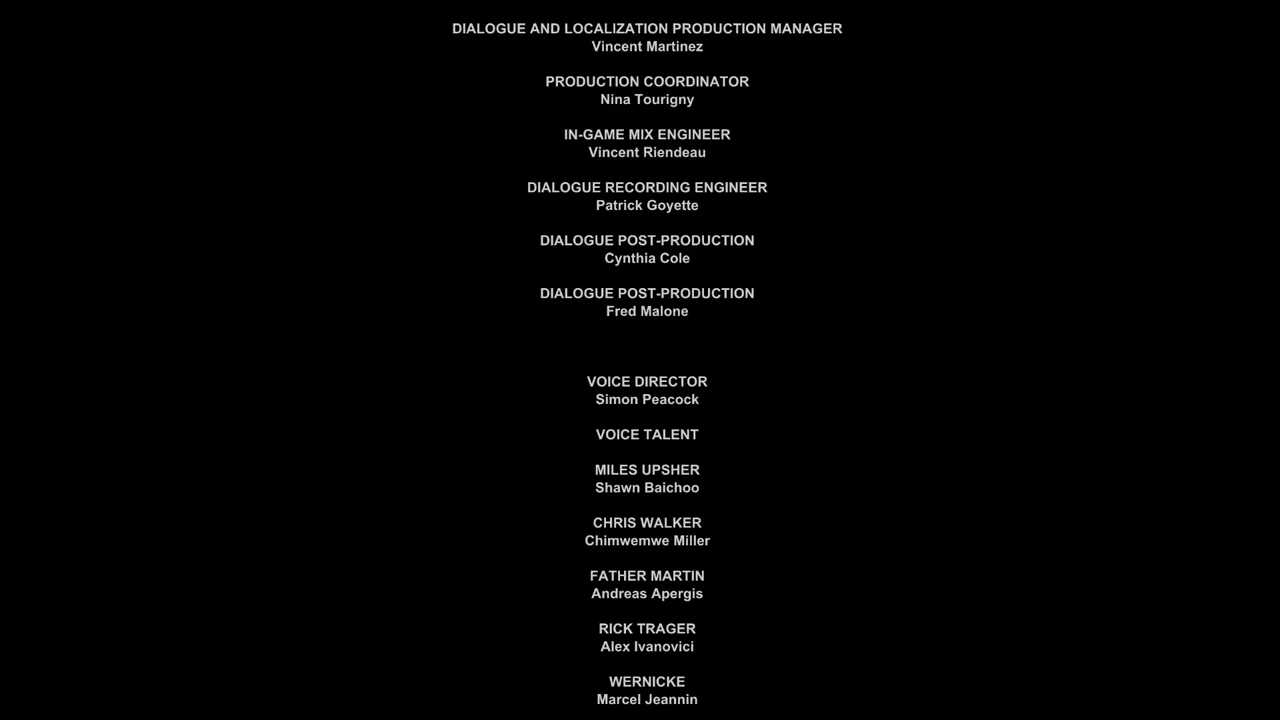 DIALOGUE AND LOCALIZATION PRODUCTION MANAGER
Vincent Martinez
PRODUCTION COORDINATOR
Nina Tourigny
IN-GAME MIX ENGINEER
Vincent Riendeau
DIALOGUE RECORDING ENGINEER
Patrick Goyette
DIALOGUE POST-PRODUCTION
Cynthia Cole
DIALOGUE POST-PRODUCTION
Fred Malone
VOICE DIRECTOR
Simon Peacock
VOICE TALENT
MILES UPSHER
Shawn Baichoo
CHRIS WALKER
Chimwemwe Miller
FATHER MARTIN
Andreas Apergis
RICK TRAGER
Alex Ivanovici
WERNICKE
Marcel Jeannin